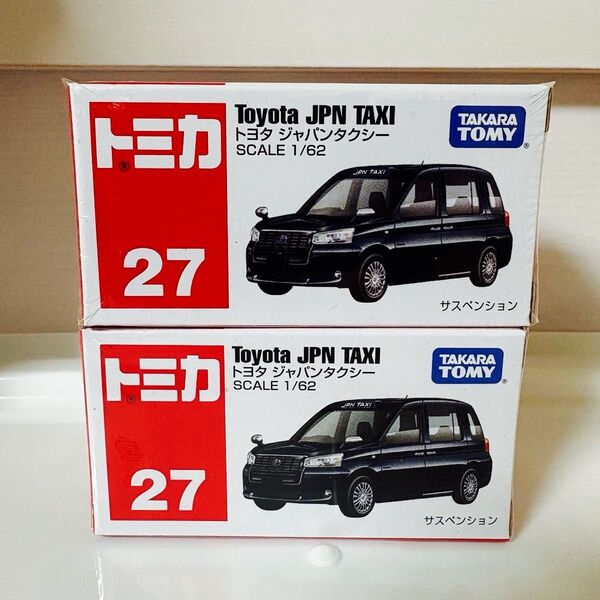 トミカ
27
Toyota JPN TAXI
トヨタ ジャパンタクシー
SCALE 1/62
TAKARA
TOMY
JPN TAXI
サスペンション
トミカ
27
Toyota JPN TAXI
トヨタ ジャパンタクシー
SCALE 1/62
TAKARA
TOMY
JPN TAXI
サスペンション